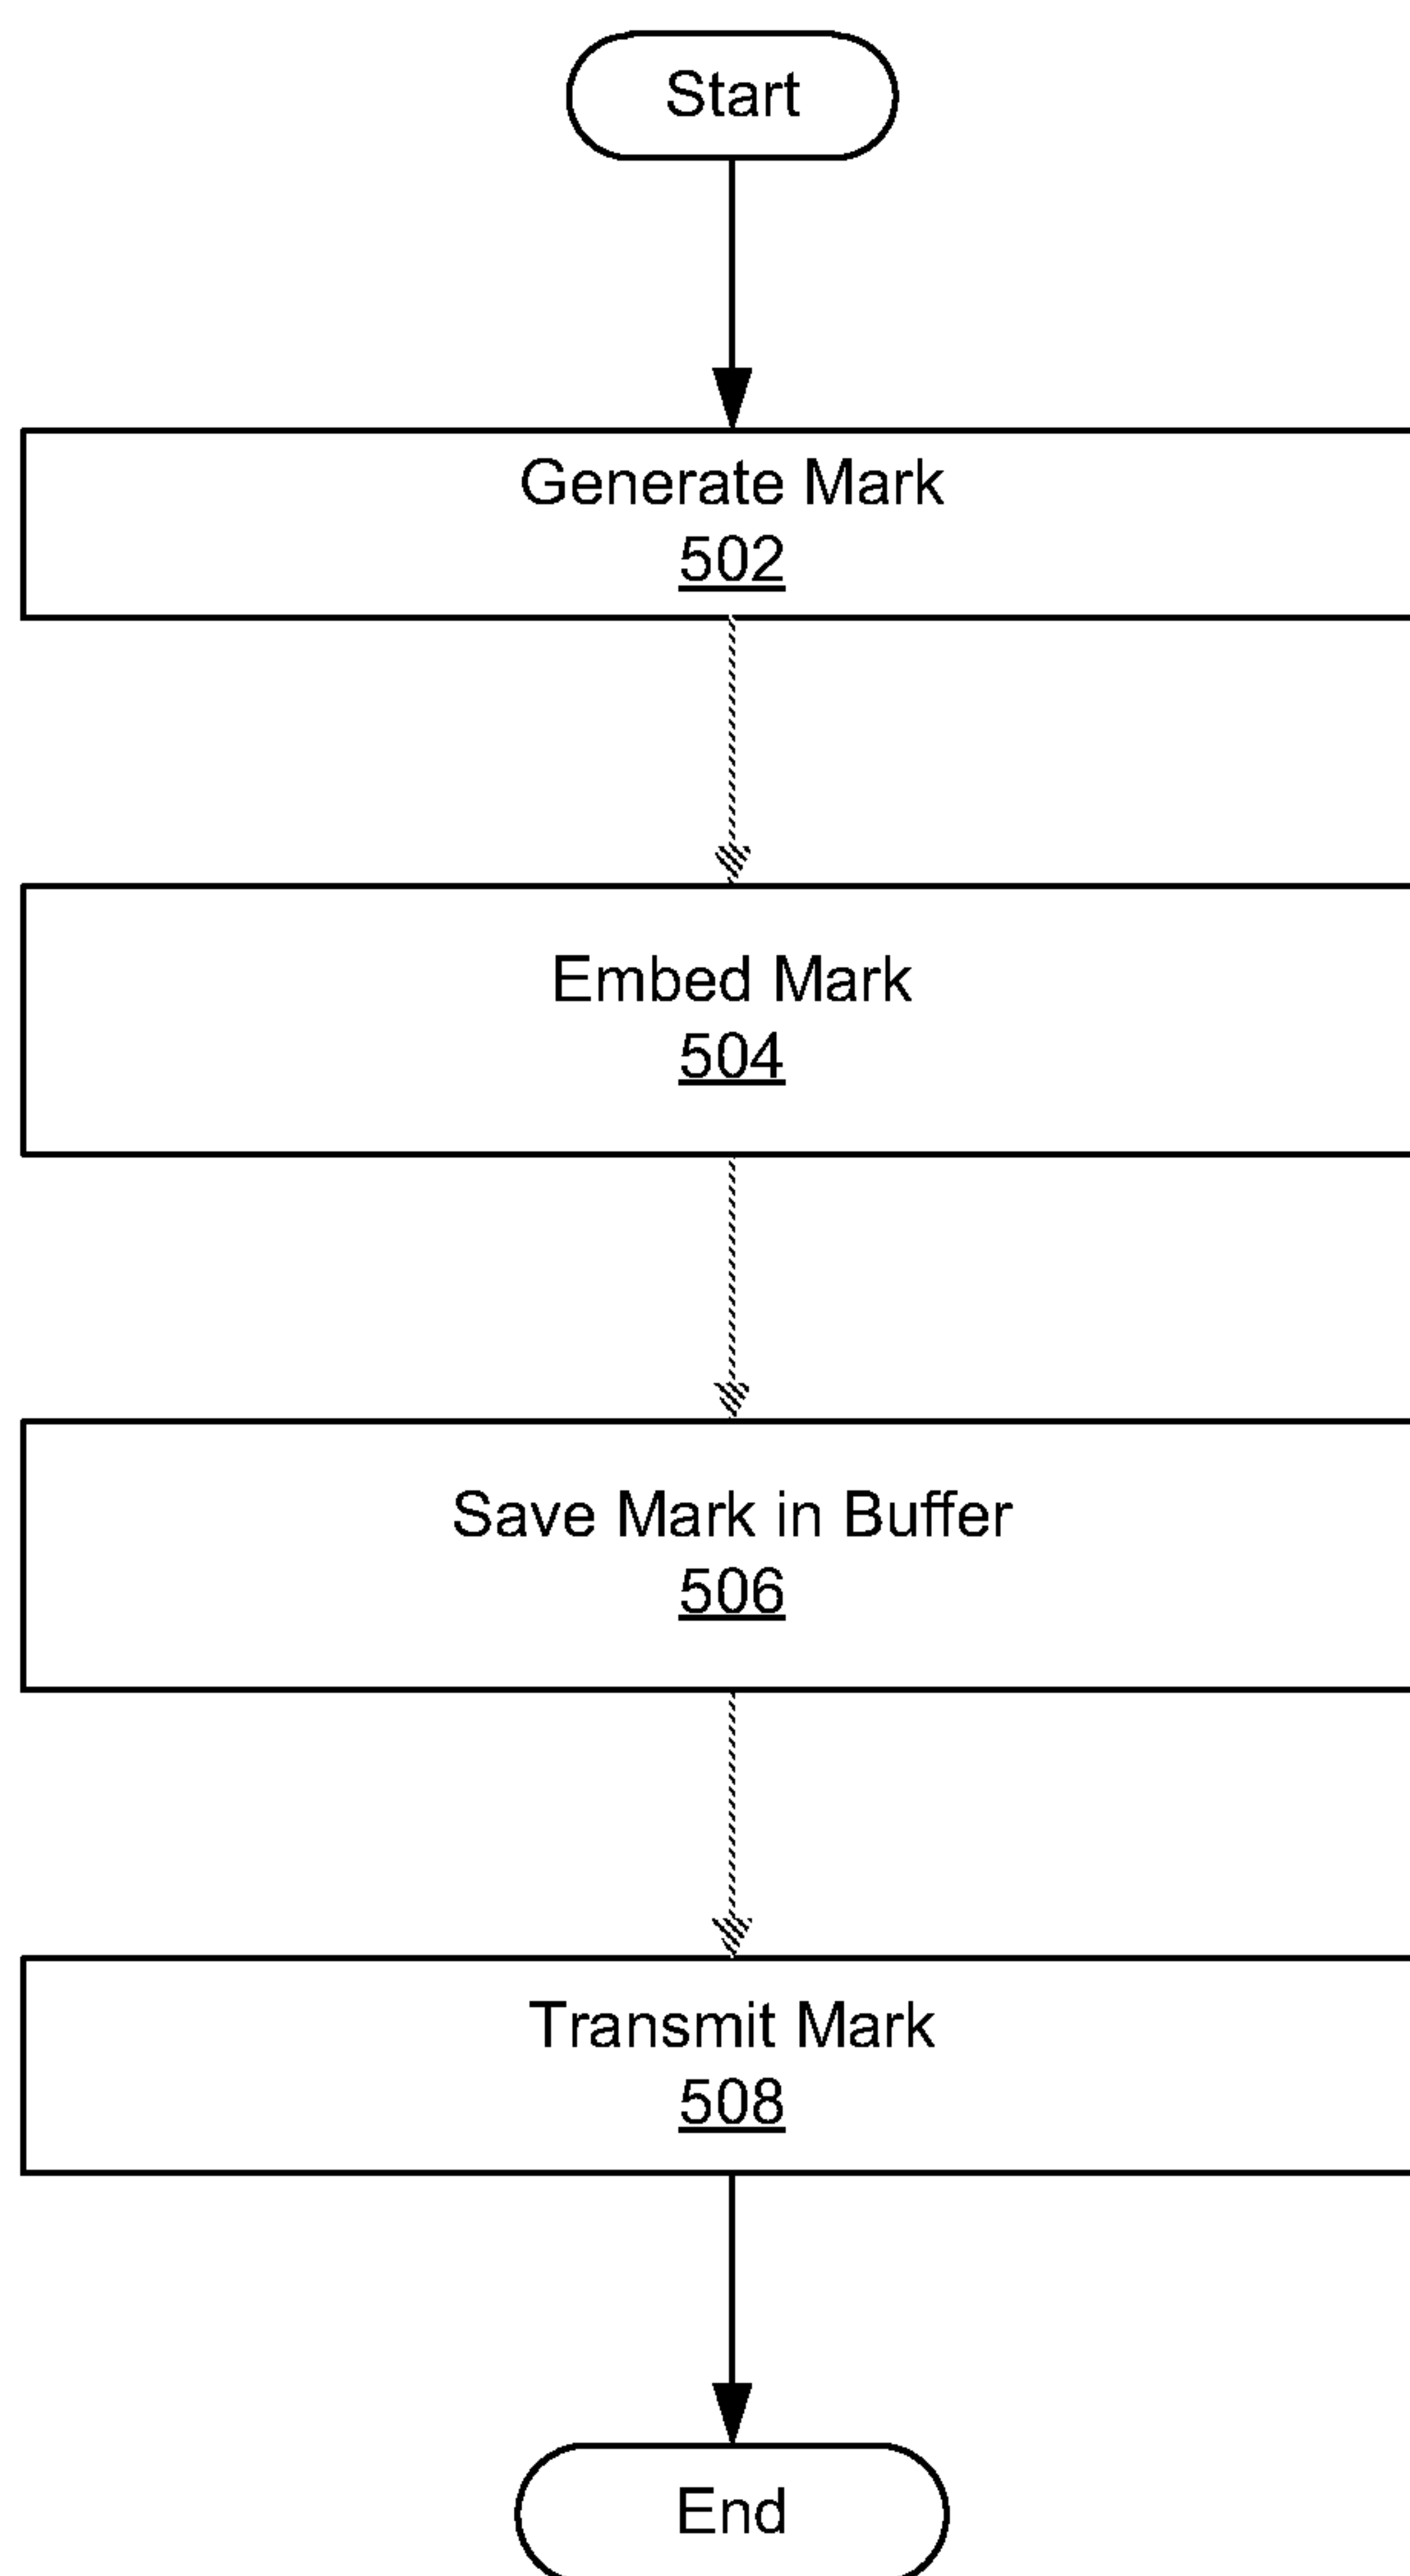 Start
Generate Mark
502
Embed Mark
504
Save Mark in Buffer
506
Transmit Mark
508
End